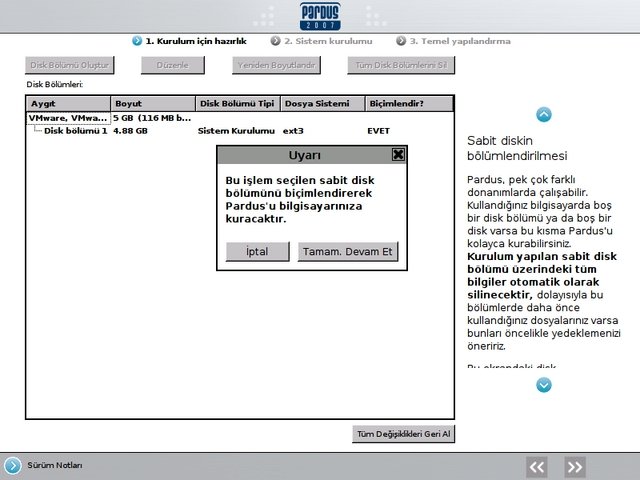 PARDUS
2007
1. Kurulum için hazırlık
2. Sistem kurulumu
3. Temel yapılandırma
Disk Bölümü Oluştur
Düzenle
Yeniden Boyutlandır
Tüm Disk Bölümlerini Sil
Disk Bölümleri:
Aygıt Boyut Disk Bölümü Tipi Dosya Sistemi Biçimlendir?
VMware, VMwa... 5 GB (116 MB b...
Disk bölümü 1 4.88 GB Sistem Kurulumu ext3 EVET
Uyarı
Bu işlem seçilen sabit disk
bölümünü biçimlendirerek
Pardus'u bilgisayarınıza
kuracaktır.
İptal
Tamam. Devam Et
Sabit diskin
bölümlendirilmesi
Pardus, pek çok farklı
donanımlarda çalışabilir.
Kullandığınız bilgisayarda boş
bir disk bölümü ya da boş bir
disk varsa bu kısma Pardus'u
kolayca kurabilirsiniz.
Kurulum yapılan sabit disk
bölümü üzerindeki tüm
bilgiler otomatik olarak
silinecektir, dolayısıyla bu
bölümlerde daha önce
kullandığınız dosyalarınız varsa
bunları öncelikle yedeklemenizi
öneririz.
Bu ekrandeki disk
Tüm Değişiklikleri Geri Al
Sürüm Notları